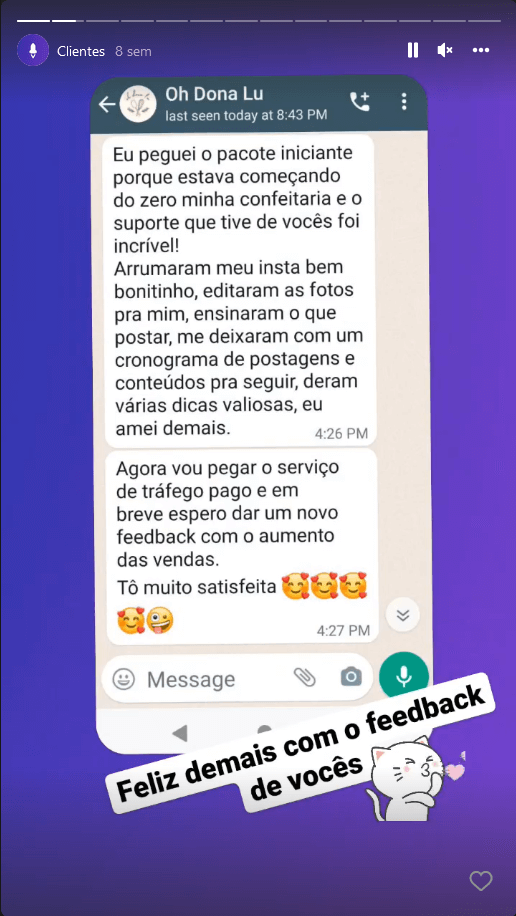 Clientes 8 sem
Oh Dona Lu
last seen today at 8:43 PM
Eu peguei o pacote iniciante
porque estava começando
do zero minha confeitaria e o
suporte que tive de vocês foi
incrível!
Arrumaram meu insta bem
bonitinho, editaram as fotos
pra mim, ensinaram o que
postar, me deixaram com um
cronograma de postagens e
conteúdos pra seguir, deram
várias dicas valiosas, eu
amei demais.
4:26 PM
Agora vou pegar o serviço
de tráfego pago e em
breve espero dar um novo
feedback com o aumento
das vendas.
Tô muito satisfeita 🥰🥰🥰
🥰🤪
4:27 PM
Message
Feliz demais com o feedback
de vocês